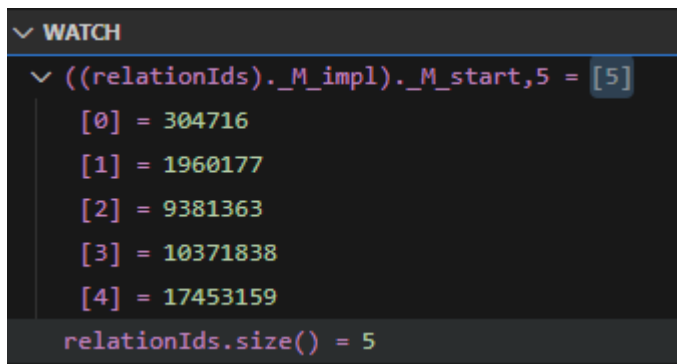 WATCH
((relationIds)._M_impl)._M_start,5 = [5]
[0] = 304716
[1] = 1960177
[2] = 9381363
[3] = 10371838
[4] = 17453159
relationIds.size() = 5